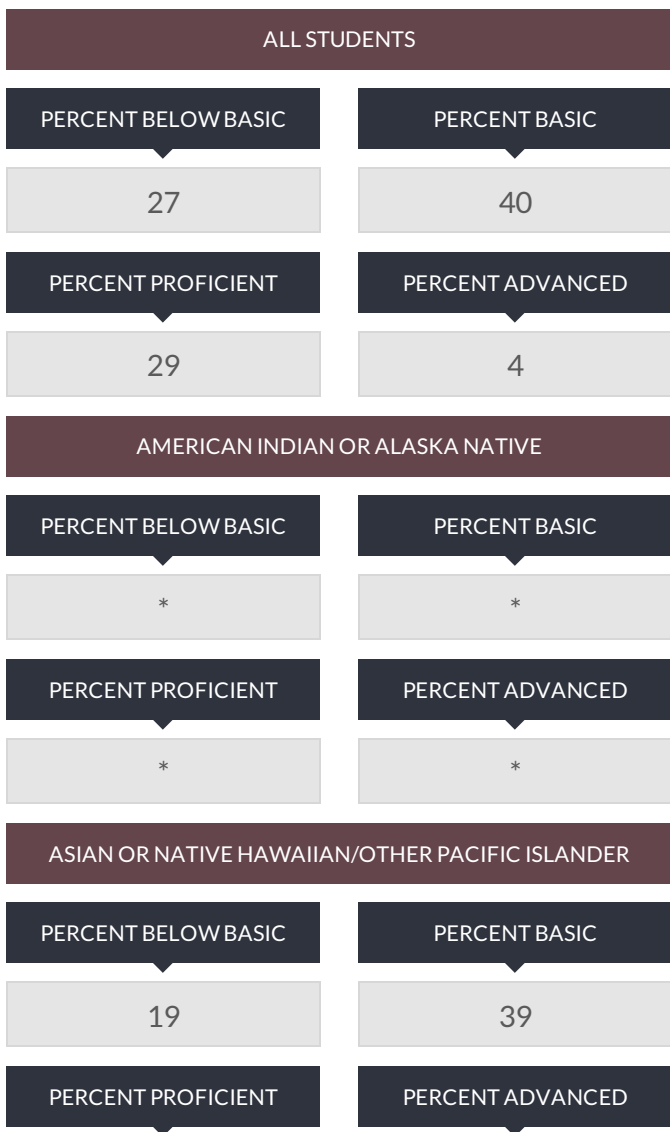 ALL STUDENTS
PERCENT BELOW BASIC PERCENT BASIC
27 40
PERCENT PROFICIENT PERCENT ADVANCED
29 4
AMERICAN INDIAN OR ALASKA NATIVE
PERCENT BELOW BASIC PERCENT BASIC
* *
PERCENT PROFICIENT PERCENT ADVANCED
* *
ASIAN OR NATIVE HAWAIIAN/OTHER PACIFIC ISLANDER
PERCENT BELOW BASIC PERCENT BASIC
19 39
PERCENT PROFICIENT PERCENT ADVANCED